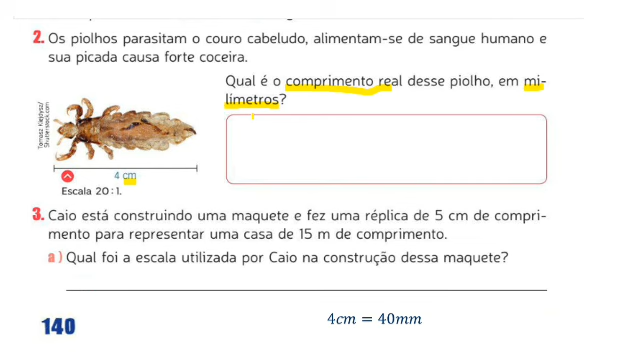 2. Os piolhos parasitam o couro cabeludo, alimentam-se de sangue humano e
sua picada causa forte coceira.
Qual é o comprimento real desse piolho, em mi-
límetros?
Tomasz Klejdysz/
Shutterstock.com
4 cm
Escala 20 : 1.
3. Caio está construindo uma maquete e fez uma réplica de 5 cm de compri-
mento para representar uma casa de 15 m de comprimento.
a) Qual foi a escala utilizada por Caio na construção dessa maquete?
140
4cm = 40mm